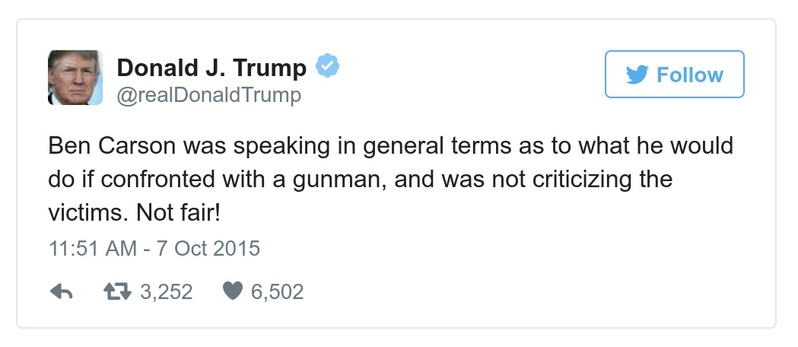 Donald J. Trump
@realDonaldTrump
Follow
Ben Carson was speaking in general terms as to what he would
do if confronted with a gunman, and was not criticizing the
victims. Not fair!
11:51 AM - 7 Oct 2015
3,252 6,502